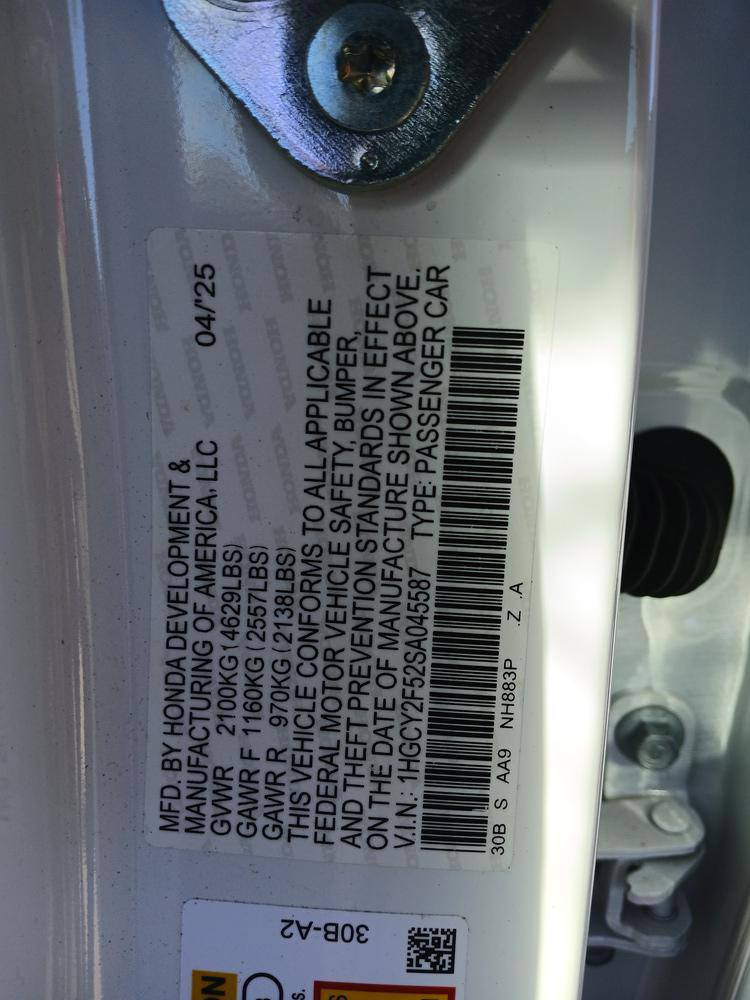 MFD. BY HONDA DEVELOPMENT &
MANUFACTURING OF AMERICA, LLC 04/'25
GVWR 2100KG(4629LBS)
GAWR F 1160KG(2557LBS)
GAWR R 970KG(2138LBS)
THIS VEHICLE CONFORMS TO ALL APPLICABLE
FEDERAL MOTOR VEHICLE SAFETY, BUMPER,
AND THEFT PREVENTION STANDARDS IN EFFECT
ON THE DATE OF MANUFACTURE SHOWN ABOVE.
V.I.N.: 1HGCY2F52SA045587 TYPE: PASSENGER CAR
30B S AA9 NH883P .Z .A
30B-A2